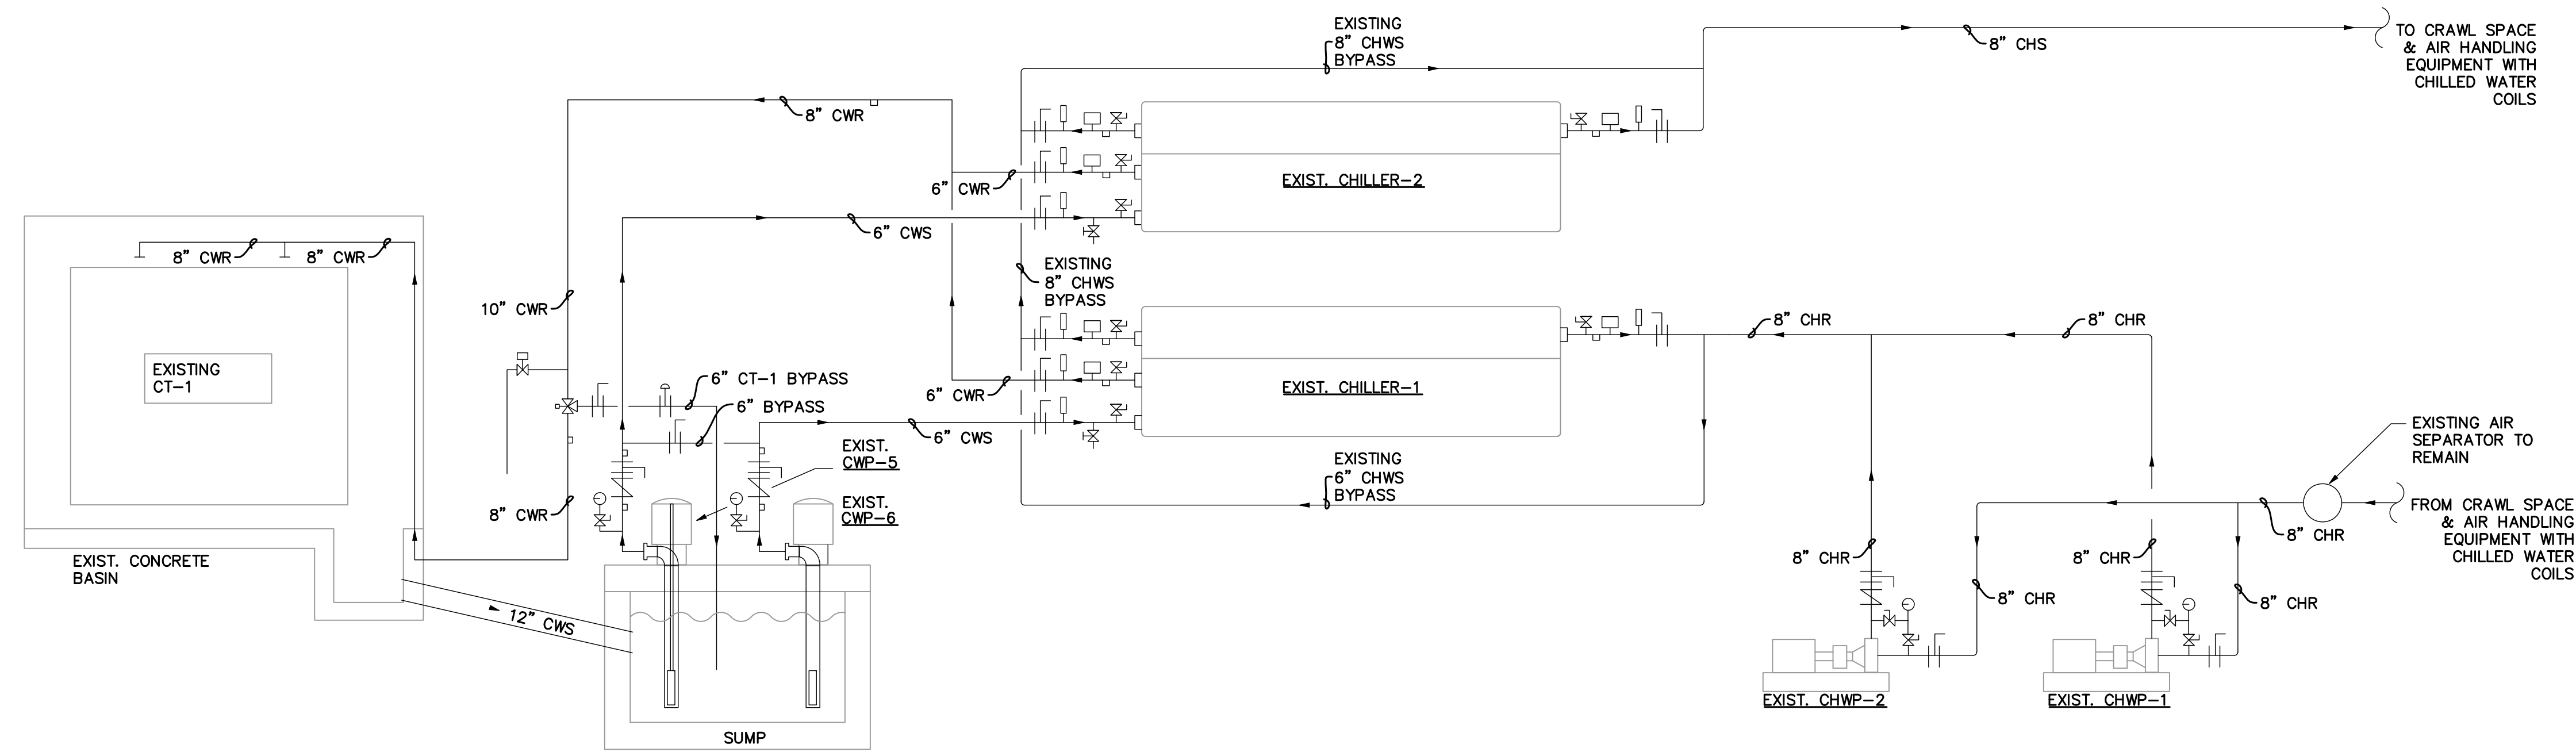 EXISTING
8" CHWS
BYPASS
8" CHS
TO CRAWL SPACE
& AIR HANDLING
EQUIPMENT WITH
CHILLED WATER
COILS
8" CWR
6" CWR
EXIST. CHILLER-2
6" CWS
8" CWR
8" CWR
EXISTING
8" CHWS
BYPASS
10" CWR
8" CHR
8" CHR
EXISTING
CT-1
6" CT-1 BYPASS
6" BYPASS
6" CWR
EXIST. CHILLER-1
6" CWS
EXIST.
CWP-5
EXISTING
6" CHWS
BYPASS
EXISTING AIR
SEPARATOR TO
REMAIN
8" CWR
EXIST.
CWP-6
FROM CRAWL SPACE
& AIR HANDLING
EQUIPMENT WITH
CHILLED WATER
COILS
8" CHR
EXIST. CONCRETE
BASIN
8" CHR
8" CHR
8" CHR
8" CHR
12" CWS
EXIST. CHWP-2
EXIST. CHWP-1
SUMP